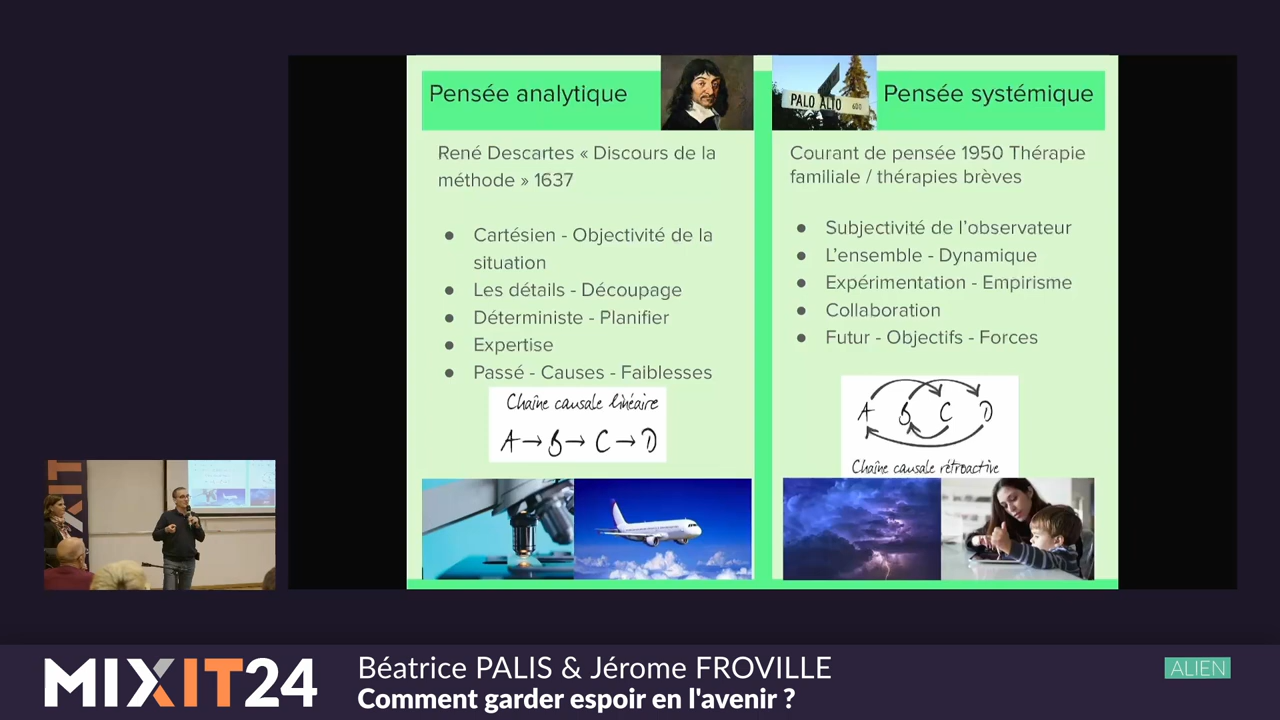 Pensée analytique
René Descartes « Discours de la
méthode » 1637
● Cartésien - Objectivité de la
situation
● Les détails - Découpage
● Déterministe - Planifier
● Expertise
● Passé - Causes - Faiblesses
Chaîne causale linéaire
A → B → C → D
PALO ALTO 600
Pensée systémique
Courant de pensée 1950 Thérapie
familiale / thérapies brèves
● Subjectivité de l'observateur
● L'ensemble - Dynamique
● Expérimentation - Empirisme
● Collaboration
● Futur - Objectifs - Forces
A B C D
Chaîne causale rétroactive
XIT
MIXIT24
Béatrice PALIS & Jérome FROVILLE
Comment garder espoir en l'avenir ?
ALIEN